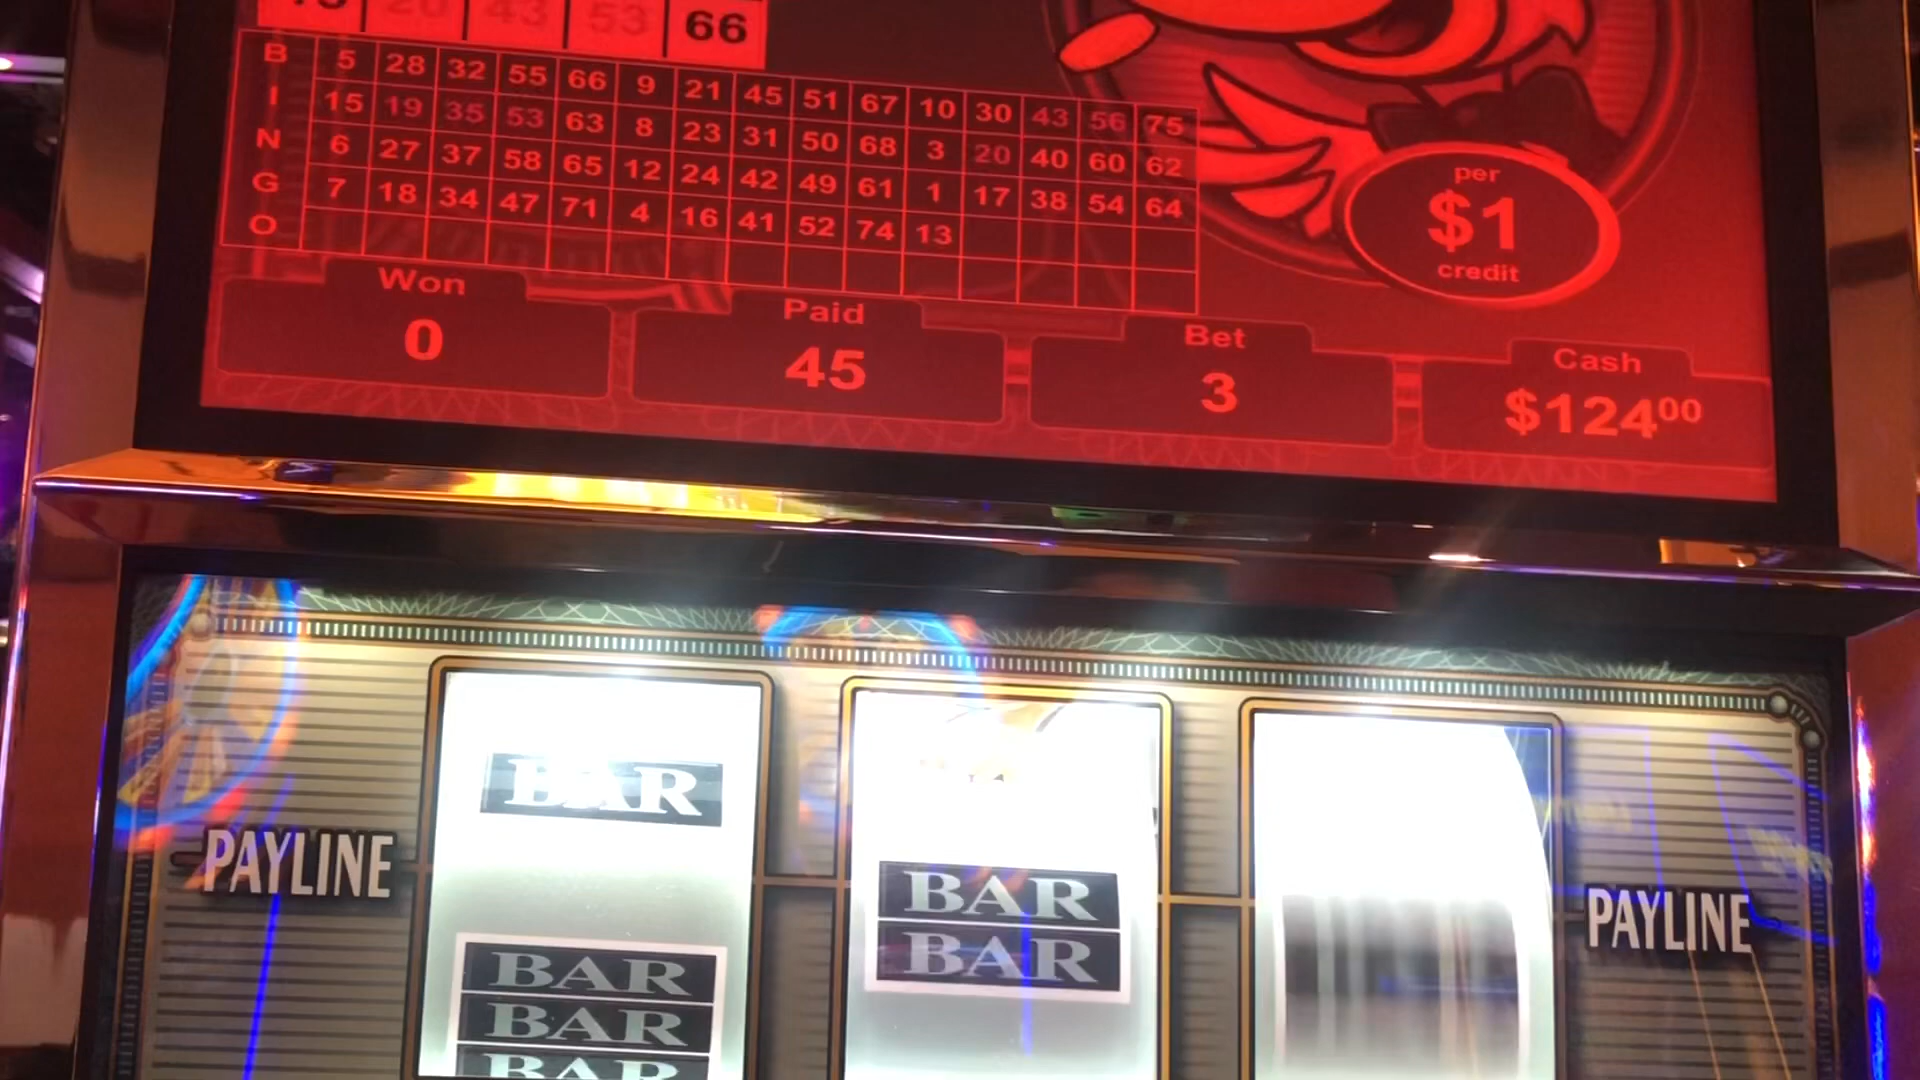 20 43 53 66
B 5 28 32 55 66 9 21 45 51 67 10 30 43 56 75
I 15 19 35 53 63 8 23 31 50 68 3 20 40 60 62
N 6 27 37 58 65 12 24 42 49 61 1 17 38 54 64
G 7 18 34 47 71 4 16 41 52 74 13
O
per
$1
credit
Won Paid Bet Cash
0 45 3 $12400
BAR
PAYLINE BAR PAYLINE
BAR BAR
BAR
BAR